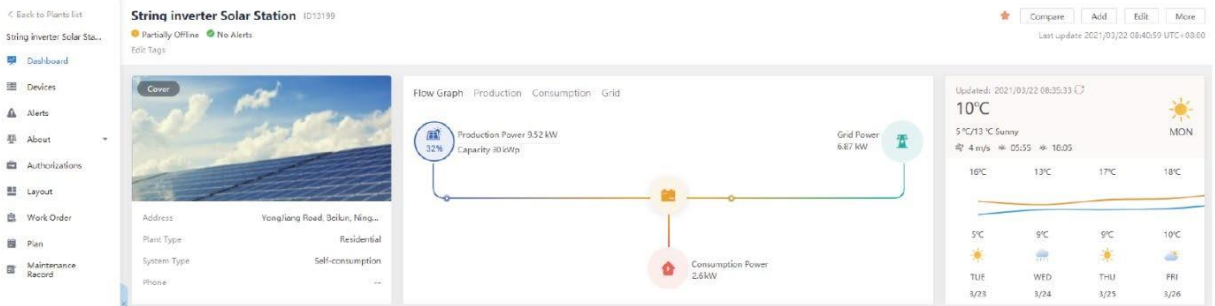 < Back to Plants list
String inverter Solar Sta...
Dashboard
Devices
Alerts
About
Authorizations
Layout
Work Order
Plan
Maintenance
Record
String inverter Solar Station ID13199
Partially Offline No Alerts
Edit Tags
Compare Add Edit More
Last update 2021/03/22 08:40:59 UTC+08:00
Cover
Address YongJiang Road, Beilun, Ning...
Plant Type Residential
System Type Self-consumption
Phone --
Flow Graph Production Consumption Grid
32%
Production Power 9.52 kW
Capacity 30 kWp
Grid Power
6.87 kW
Consumption Power
2.6kW
Updated: 2021/03/22 08:35:33
10°C
5 °C/13 °C Sunny
MON
4 m/s 05:55 18:05
16°C 13°C 17°C 18°C
5°C 9°C 9°C 10°C
TUE WED THU FRI
3/23 3/24 3/25 3/26